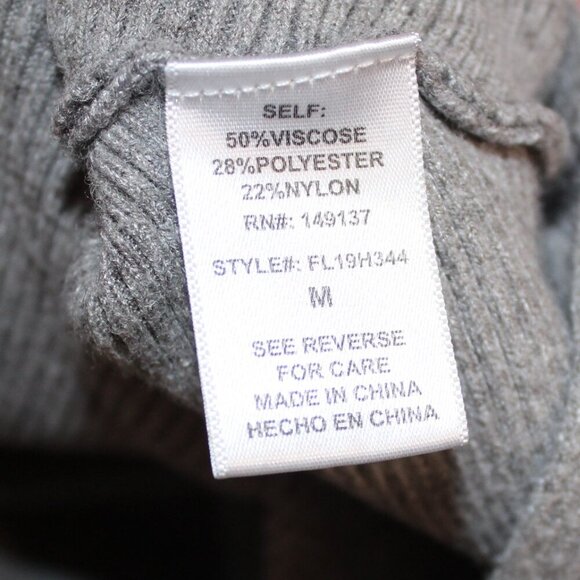 SELF:
50%VISCOSE
28%POLYESTER
22%NYLON
RN#: 149137
STYLE#: FL19H344
M
SEE REVERSE
FOR CARE
MADE IN CHINA
HECHO EN CHINA